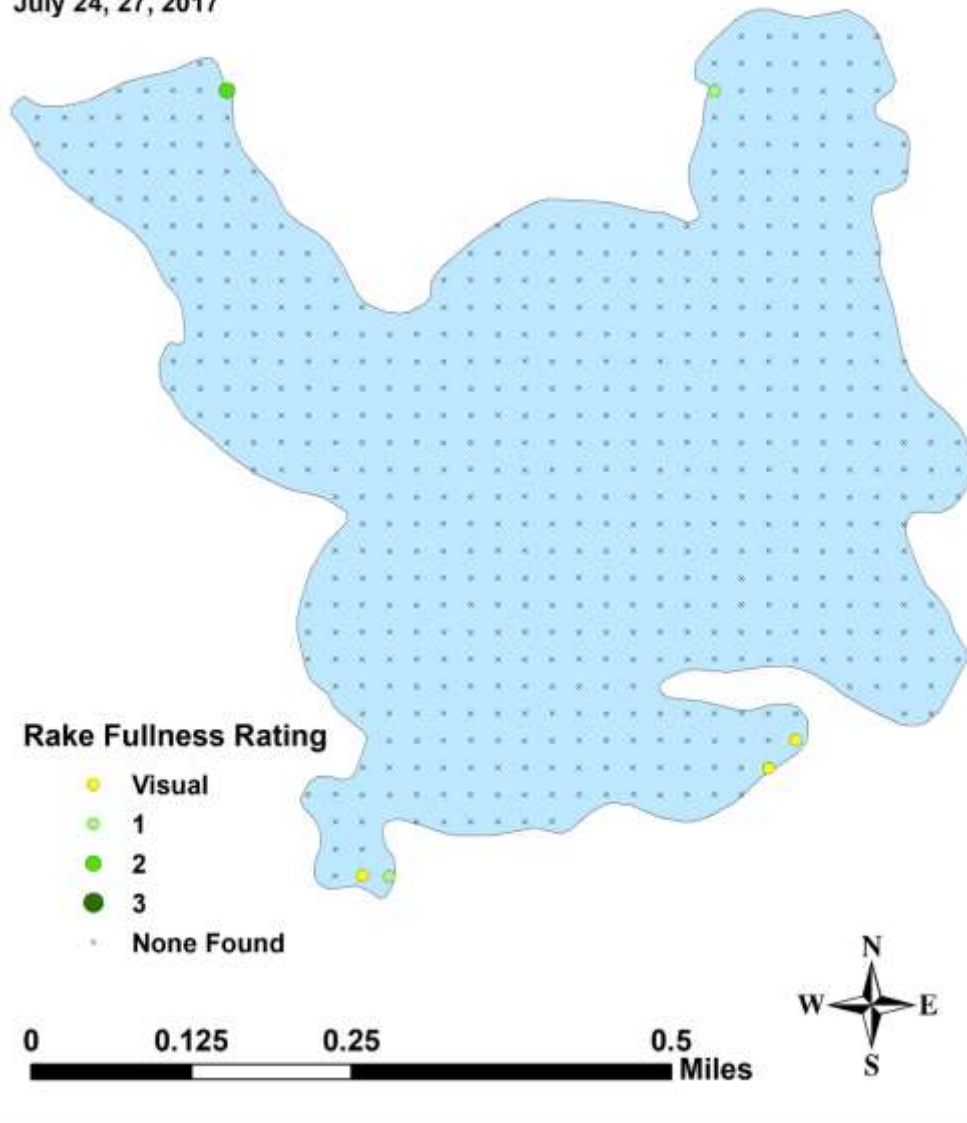 July 24, 27, 2017
Rake Fullness Rating
Visual
1
2
3
None Found
N
W E
S
0 0.125 0.25 0.5
Miles